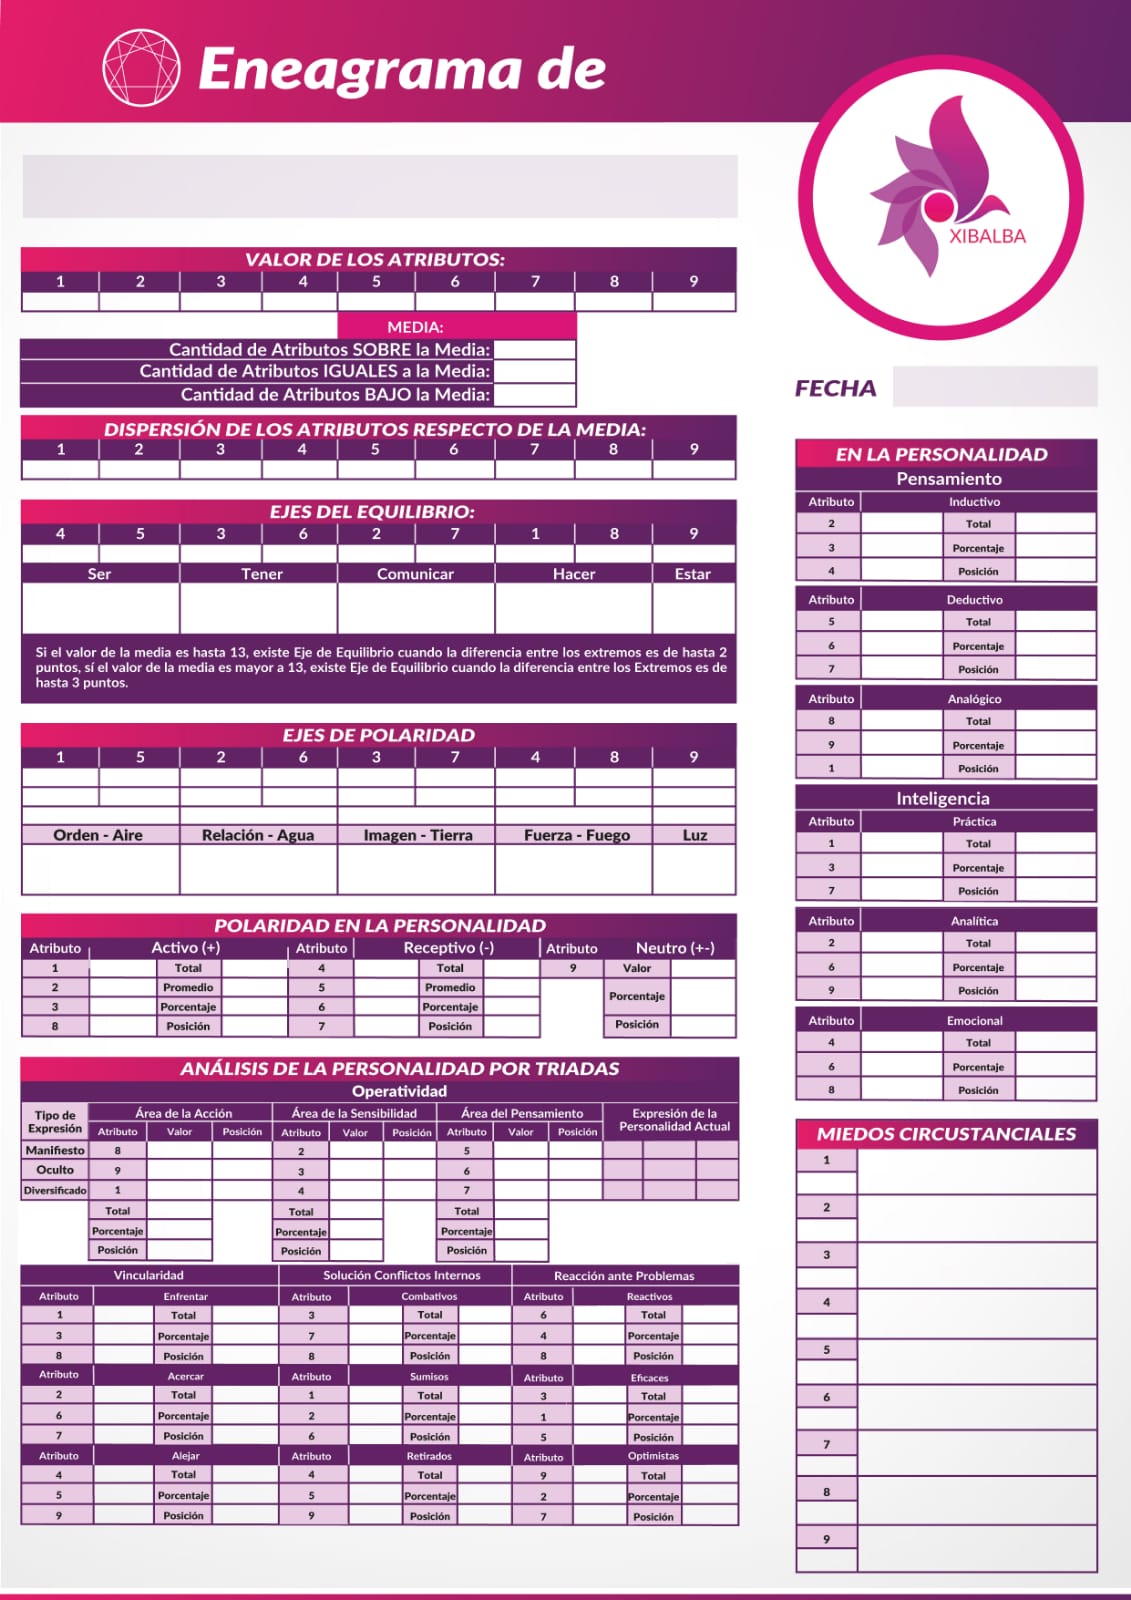 Eneagrama de
XIBALBA
FECHA
VALOR DE LOS ATRIBUTOS:
1 2 3 4 5 6 7 8 9
MEDIA:
Cantidad de Atributos SOBRE la Media:
Cantidad de Atributos IGUALES a la Media:
Cantidad de Atributos BAJO la Media:
DISPERSIÓN DE LOS ATRIBUTOS RESPECTO DE LA MEDIA:
1 2 3 4 5 6 7 8 9
EJES DEL EQUILIBRIO:
4 5 3 6 2 7 1 8 9
Ser Tener Comunicar Hacer Estar
Si el valor de la media es hasta 13, existe Eje de Equilibrio cuando la diferencia entre los extremos es de hasta 2
puntos, sí el valor de la media es mayor a 13, existe Eje de Equilibrio cuando la diferencia entre los Extremos es de
hasta 3 puntos.
EJES DE POLARIDAD
1 5 2 6 3 7 4 8 9
Orden - Aire Relación - Agua Imagen - Tierra Fuerza - Fuego Luz
POLARIDAD EN LA PERSONALIDAD
Atributo Activo (+) Atributo Receptivo (-) Atributo Neutro (+-)
1 Total 4 Total 9 Valor
2 Promedio 5 Promedio
Porcentaje
3 Porcentaje 6 Porcentaje
8 Posición 7 Posición Posición
ANÁLISIS DE LA PERSONALIDAD POR TRIADAS
Operatividad
Tipo de Expresión Área de la Acción Área de la Sensibilidad Área del Pensamiento Expresión de la Personalidad Actual
Atributo Valor Posición Atributo Valor Posición Atributo Valor Posición
Manifiesto 8 2 5
Oculto 9 3 6
Diversificado 1 4 7
Total Total Total
Porcentaje Porcentaje Porcentaje
Posición Posición Posición
Vincularidad Solución Conflictos Internos Reacción ante Problemas
Atributo Enfrentar Atributo Combativos Atributo Reactivos
1 Total 3 Total 6 Total
3 Porcentaje 7 Porcentaje 4 Porcentaje
8 Posición 8 Posición 8 Posición
Atributo Acercar Atributo Sumisos Atributo Eficaces
2 Total 1 Total 3 Total
6 Porcentaje 2 Porcentaje 1 Porcentaje
7 Posición 6 Posición 5 Posición
Atributo Alejar Atributo Retirados Atributo Optimistas
4 Total 4 Total 9 Total
5 Porcentaje 5 Porcentaje 2 Porcentaje
9 Posición 9 Posición 7 Posición
EN LA PERSONALIDAD
Pensamiento
Atributo Inductivo
2 Total
3 Porcentaje
4 Posición
Atributo Deductivo
5 Total
6 Porcentaje
7 Posición
Atributo Analógico
8 Total
9 Porcentaje
1 Posición
Inteligencia
Atributo Práctica
1 Total
3 Porcentaje
7 Posición
Atributo Analítica
2 Total
6 Porcentaje
9 Posición
Atributo Emocional
4 Total
6 Porcentaje
8 Posición
MIEDOS CIRCUSTANCIALES
1
2
3
4
5
6
7
8
9